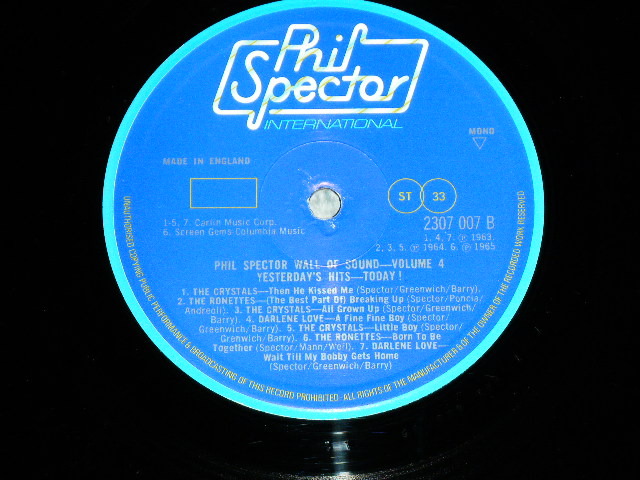 Phil
Spector
INTERNATIONAL
MONO
MADE IN ENGLAND
ST 33
2307 007 B
1-5, 7. Carlin Music Corp.
6. Screen Gems-Columbia Music
1. 4. 7. ℗ 1963.
2. 3. 5. ℗ 1964. 6. ℗ 1965
PHIL SPECTOR WALL OF SOUND—VOLUME 4
YESTERDAY'S HITS—TODAY!
1. THE CRYSTALS—Then He Kissed Me (Spector/Greenwich/Barry).
2. THE RONETTES—(The Best Part Of) Breaking Up (Spector/Poncia/
Andreoli). 3. THE CRYSTALS—All Grown Up (Spector/Greenwich/
Barry). 4. DARLENE LOVE—A Fine Fine Boy (Spector/
Greenwich/Barry). 5. THE CRYSTALS—Little Boy (Spector/
Greenwich/Barry). 6. THE RONETTES—Born To Be
Together (Spector/Mann/Weil). 7. DARLENE LOVE—
Wait Till My Bobby Gets Home
(Spector/Greenwich/Barry)
UNAUTHORISED COPYING PUBLIC PERFORMANCE & BROADCASTING OF THIS RECORD PROHIBITED. ALL RIGHTS OF THE MANUFACTURER & OF THE OWNER OF THE RECORDED WORK RESERVED